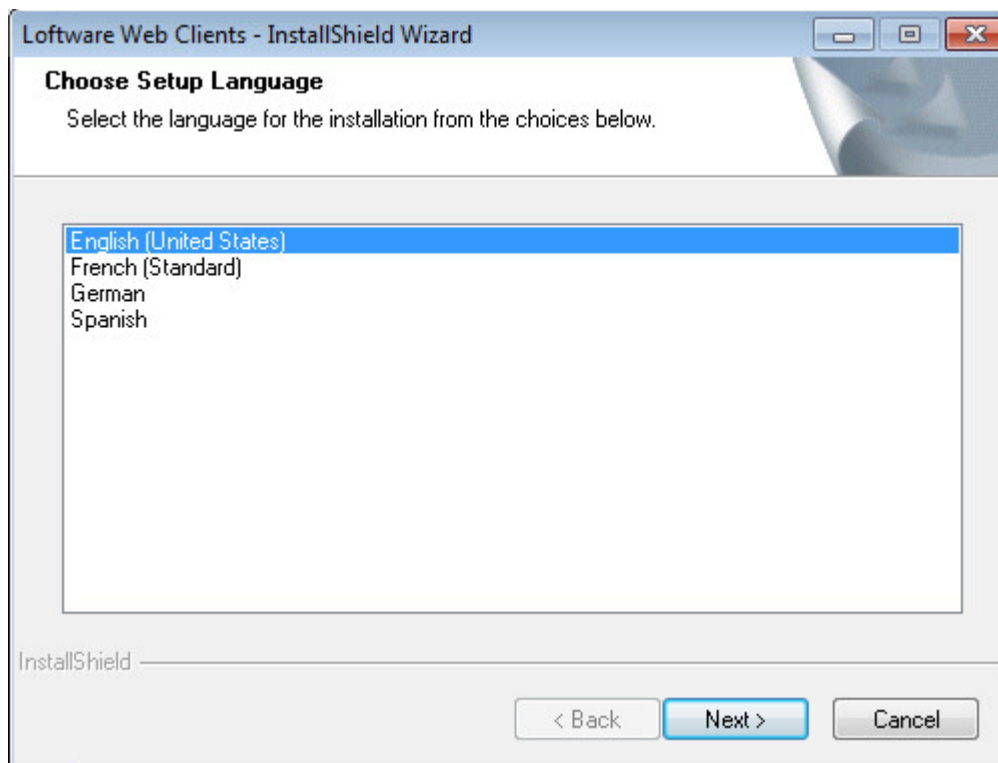 Loftware Web Clients - InstallShield Wizard
Choose Setup Language
Select the language for the installation from the choices below.
English (United States)
French (Standard)
German
Spanish
InstallShield
< Back Next > Cancel